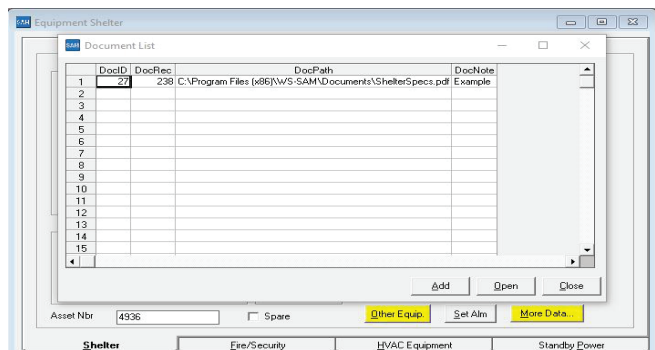 SAM Equipment Shelter
SAM Document List
DocID DocRec DocPath DocNote
1 27 238 C:\Program Files (x86)\WS-SAM\Documents\ShelterSpecs.pdf Example
2
3
4
5
6
7
8
9
10
11
12
13
14
15
Add Open Close
Asset Nbr 4936 Spare Other Equip. Set Alm More Data...
Shelter Fire/Security HVAC Equipment Standby Power